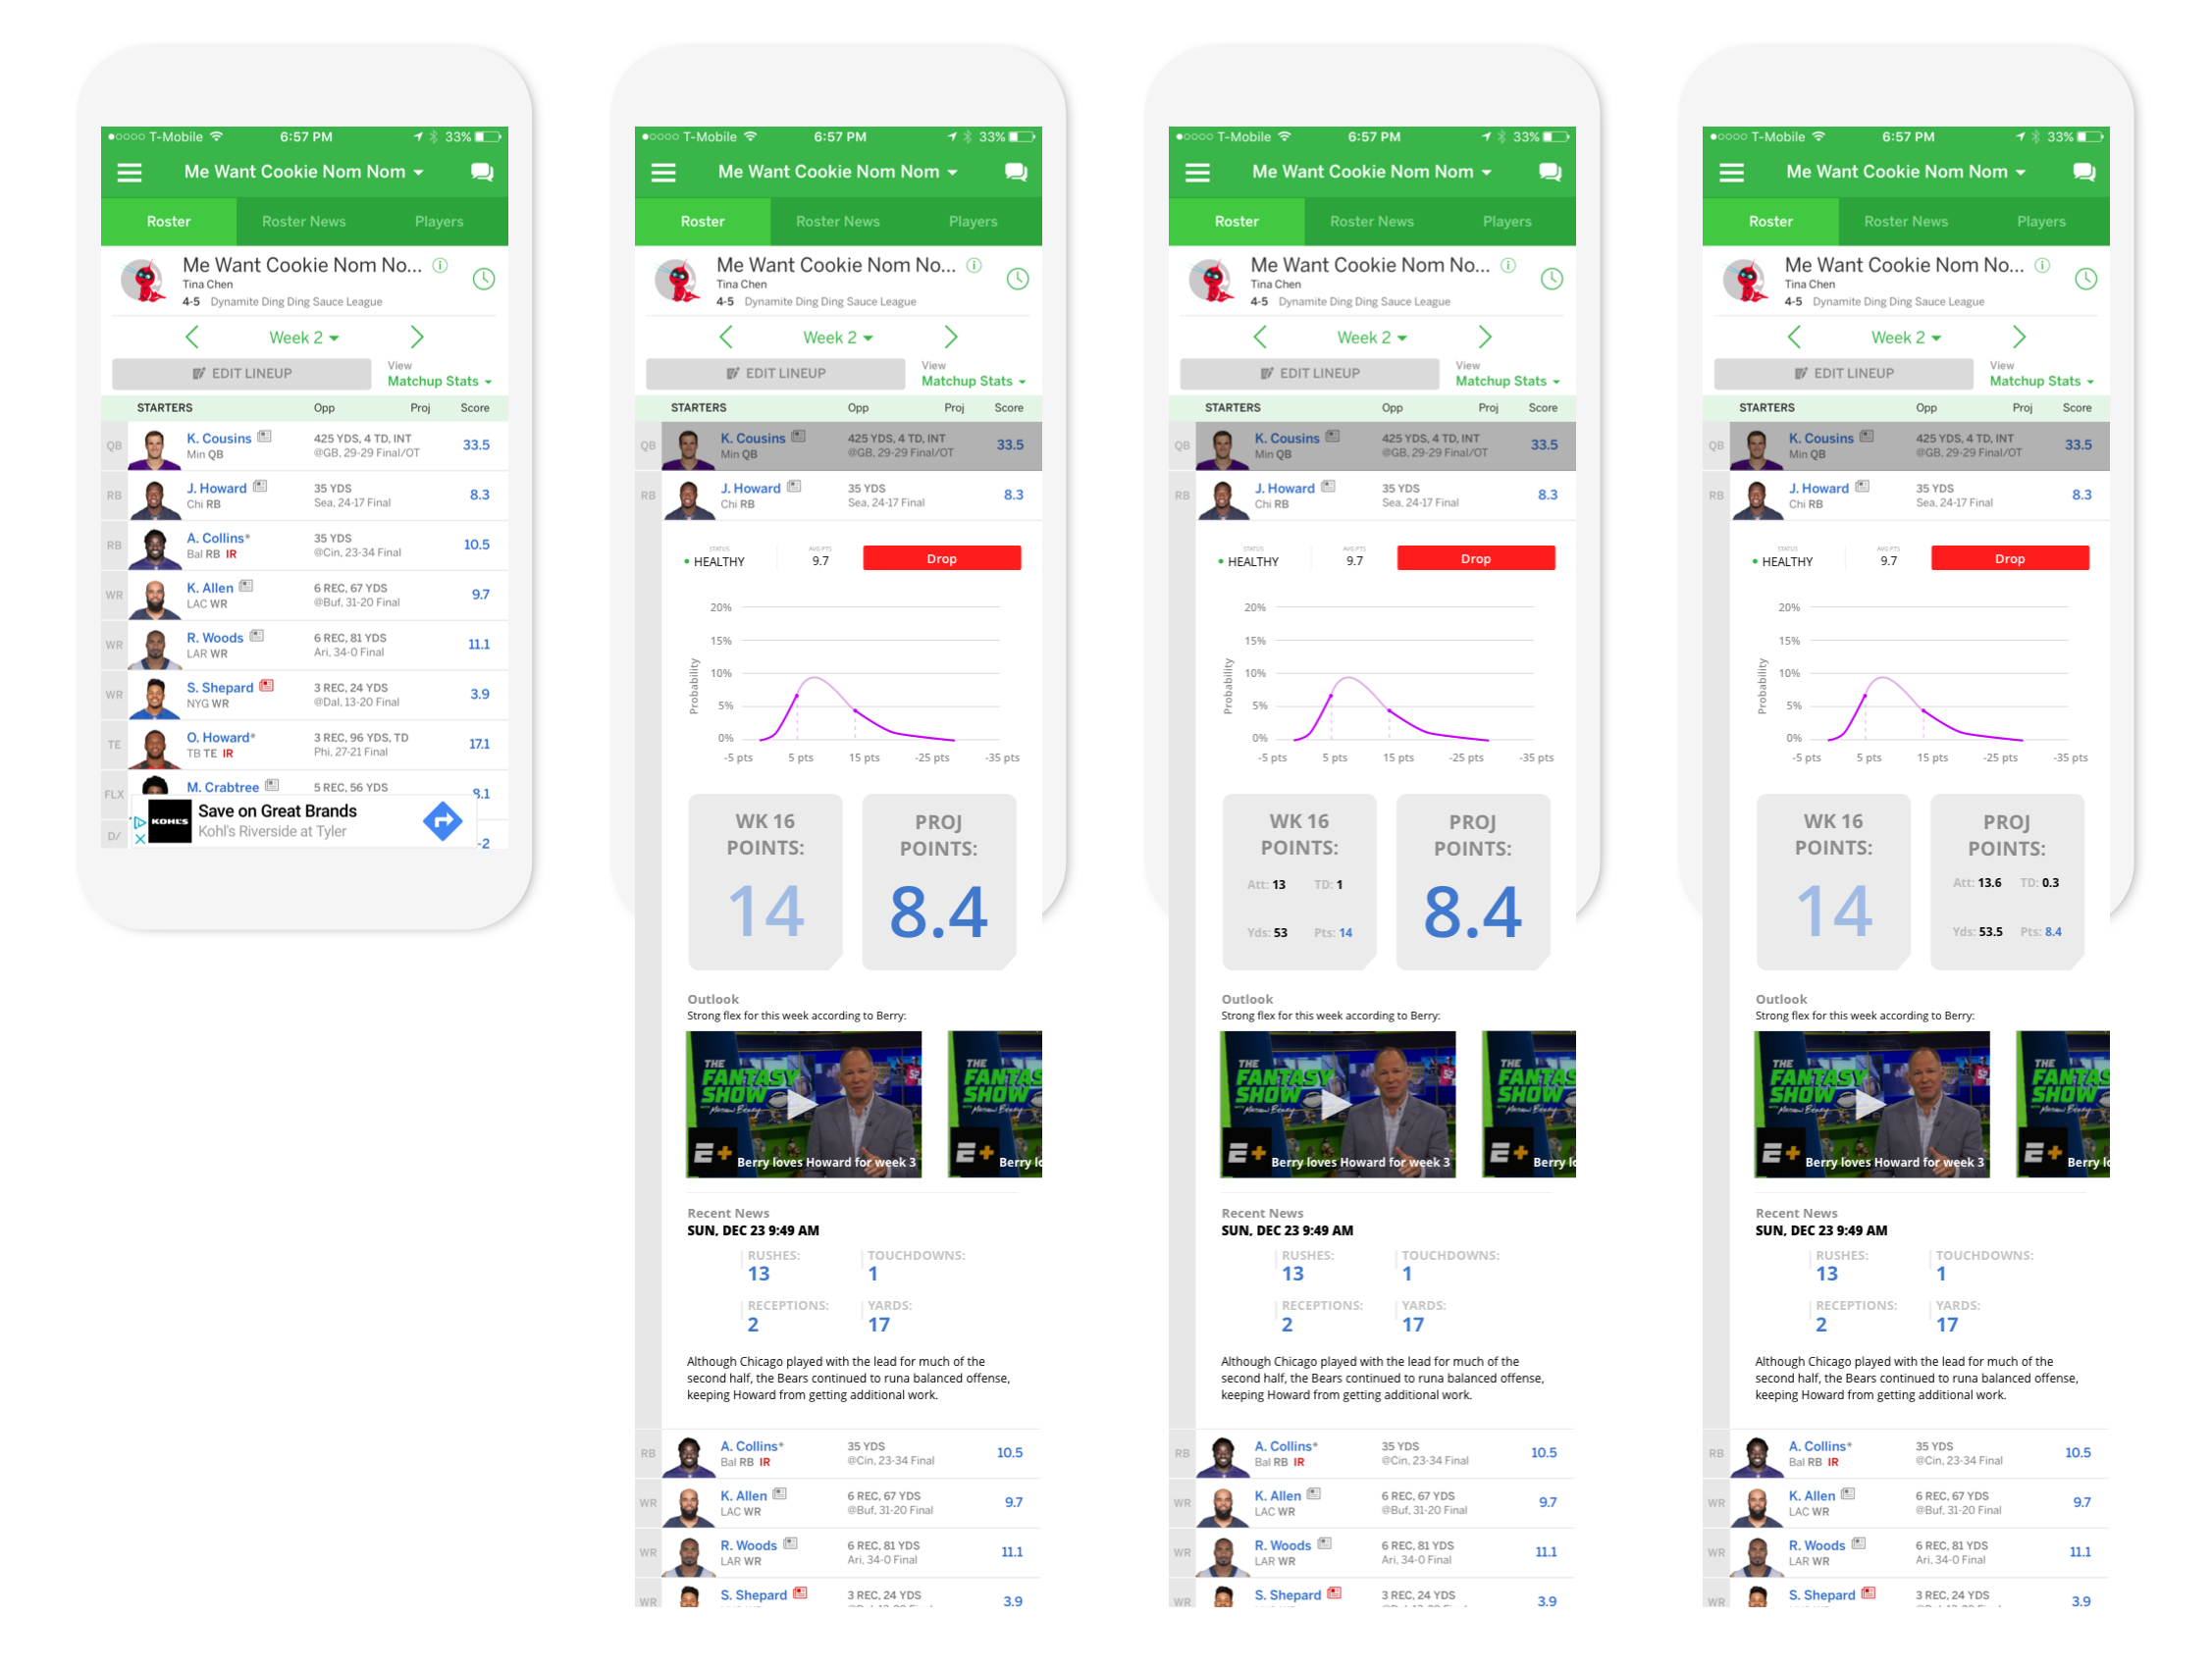 T-Mobile 6:57 PM 33%
Me Want Cookie Nom Nom
Roster Roster News Players
Me Want Cookie Nom No...
Tina Chen
4-5 Dynamite Ding Ding Sauce League
Week 2
EDIT LINEUP
View
Matchup Stats
STARTERS Opp Proj Score
QB K. Cousins 425 YDS, 4 TD, INT 33.5
Min QB @GB, 29-29 Final/OT
RB J. Howard 35 YDS 8.3
Chi RB Sea, 24-17 Final
RB A. Collins* 35 YDS 10.5
Bal RB IR @Cin, 23-34 Final
WR K. Allen 6 REC, 67 YDS 9.7
LAC WR @Buf, 31-20 Final
WR R. Woods 6 REC, 81 YDS 11.1
LAR WR Ari, 34-0 Final
WR S. Shepard 3 REC, 24 YDS 3.9
NYG WR @Dal, 13-20 Final
TE O. Howard* 3 REC, 96 YDS, TD 17.1
TB TE IR Phi, 27-21 Final
FLX M. Crabtree 5 REC, 56 YDS 8.1
D/ KOHL'S Save on Great Brands
Kohl's Riverside at Tyler
-2
T-Mobile 6:57 PM 33%
Me Want Cookie Nom Nom
Roster Roster News Players
Me Want Cookie Nom No...
Tina Chen
4-5 Dynamite Ding Ding Sauce League
Week 2
EDIT LINEUP
View
Matchup Stats
STARTERS Opp Proj Score
QB K. Cousins 425 YDS, 4 TD, INT 33.5
Min QB @GB, 29-29 Final/OT
RB J. Howard 35 YDS 8.3
Chi RB Sea, 24-17 Final
STATUS AVG PTS
HEALTHY 9.7 Drop
20%
15%
10%
5%
0%
Probability
-5 pts 5 pts 15 pts -25 pts -35 pts
WK 16 POINTS:
14
PROJ POINTS:
8.4
Outlook
Strong flex for this week according to Berry:
THE FANTASY SHOW
E+ Berry loves Howard for week 3
THE FANTAS SHOW
E+ Berry lo
Recent News
SUN, DEC 23 9:49 AM
RUSHES: TOUCHDOWNS:
13 1
RECEPTIONS: YARDS:
2 17
Although Chicago played with the lead for much of the
second half, the Bears continued to runa balanced offense,
keeping Howard from getting additional work.
RB A. Collins* 35 YDS 10.5
Bal RB IR @Cin, 23-34 Final
WR K. Allen 6 REC, 67 YDS 9.7
LAC WR @Buf, 31-20 Final
WR R. Woods 6 REC, 81 YDS 11.1
LAR WR Ari, 34-0 Final
WR S. Shepard 3 REC, 24 YDS 3.9
T-Mobile 6:57 PM 33%
Me Want Cookie Nom Nom
Roster Roster News Players
Me Want Cookie Nom No...
Tina Chen
4-5 Dynamite Ding Ding Sauce League
Week 2
EDIT LINEUP
View
Matchup Stats
STARTERS Opp Proj Score
QB K. Cousins 425 YDS, 4 TD, INT 33.5
Min QB @GB, 29-29 Final/OT
RB J. Howard 35 YDS 8.3
Chi RB Sea, 24-17 Final
STATUS AVG PTS
HEALTHY 9.7 Drop
20%
15%
10%
5%
0%
Probability
-5 pts 5 pts 15 pts -25 pts -35 pts
WK 16 POINTS:
Att: 13 TD: 1
Yds: 53 Pts: 14
PROJ POINTS:
8.4
Outlook
Strong flex for this week according to Berry:
THE FANTASY SHOW
E+ Berry loves Howard for week 3
THE FANTAS SHOW
E+ Berry lo
Recent News
SUN, DEC 23 9:49 AM
RUSHES: TOUCHDOWNS:
13 1
RECEPTIONS: YARDS:
2 17
Although Chicago played with the lead for much of the
second half, the Bears continued to runa balanced offense,
keeping Howard from getting additional work.
RB A. Collins* 35 YDS 10.5
Bal RB IR @Cin, 23-34 Final
WR K. Allen 6 REC, 67 YDS 9.7
LAC WR @Buf, 31-20 Final
WR R. Woods 6 REC, 81 YDS 11.1
LAR WR Ari, 34-0 Final
WR S. Shepard 3 REC, 24 YDS 3.9
T-Mobile 6:57 PM 33%
Me Want Cookie Nom Nom
Roster Roster News Players
Me Want Cookie Nom No...
Tina Chen
4-5 Dynamite Ding Ding Sauce League
Week 2
EDIT LINEUP
View
Matchup Stats
STARTERS Opp Proj Score
QB K. Cousins 425 YDS, 4 TD, INT 33.5
Min QB @GB, 29-29 Final/OT
RB J. Howard 35 YDS 8.3
Chi RB Sea, 24-17 Final
STATUS AVG PTS
HEALTHY 9.7 Drop
20%
15%
10%
5%
0%
Probability
-5 pts 5 pts 15 pts -25 pts -35 pts
WK 16 POINTS:
14
PROJ POINTS:
Att: 13.6 TD: 0.3
Yds: 53.5 Pts: 8.4
Outlook
Strong flex for this week according to Berry:
THE FANTASY SHOW
E+ Berry loves Howard for week 3
THE FANTAS SHOW
E+ Berry lo
Recent News
SUN, DEC 23 9:49 AM
RUSHES: TOUCHDOWNS:
13 1
RECEPTIONS: YARDS:
2 17
Although Chicago played with the lead for much of the
second half, the Bears continued to runa balanced offense,
keeping Howard from getting additional work.
RB A. Collins* 35 YDS 10.5
Bal RB IR @Cin, 23-34 Final
WR K. Allen 6 REC, 67 YDS 9.7
LAC WR @Buf, 31-20 Final
WR R. Woods 6 REC, 81 YDS 11.1
LAR WR Ari, 34-0 Final
WR S. Shepard 3 REC, 24 YDS 3.9